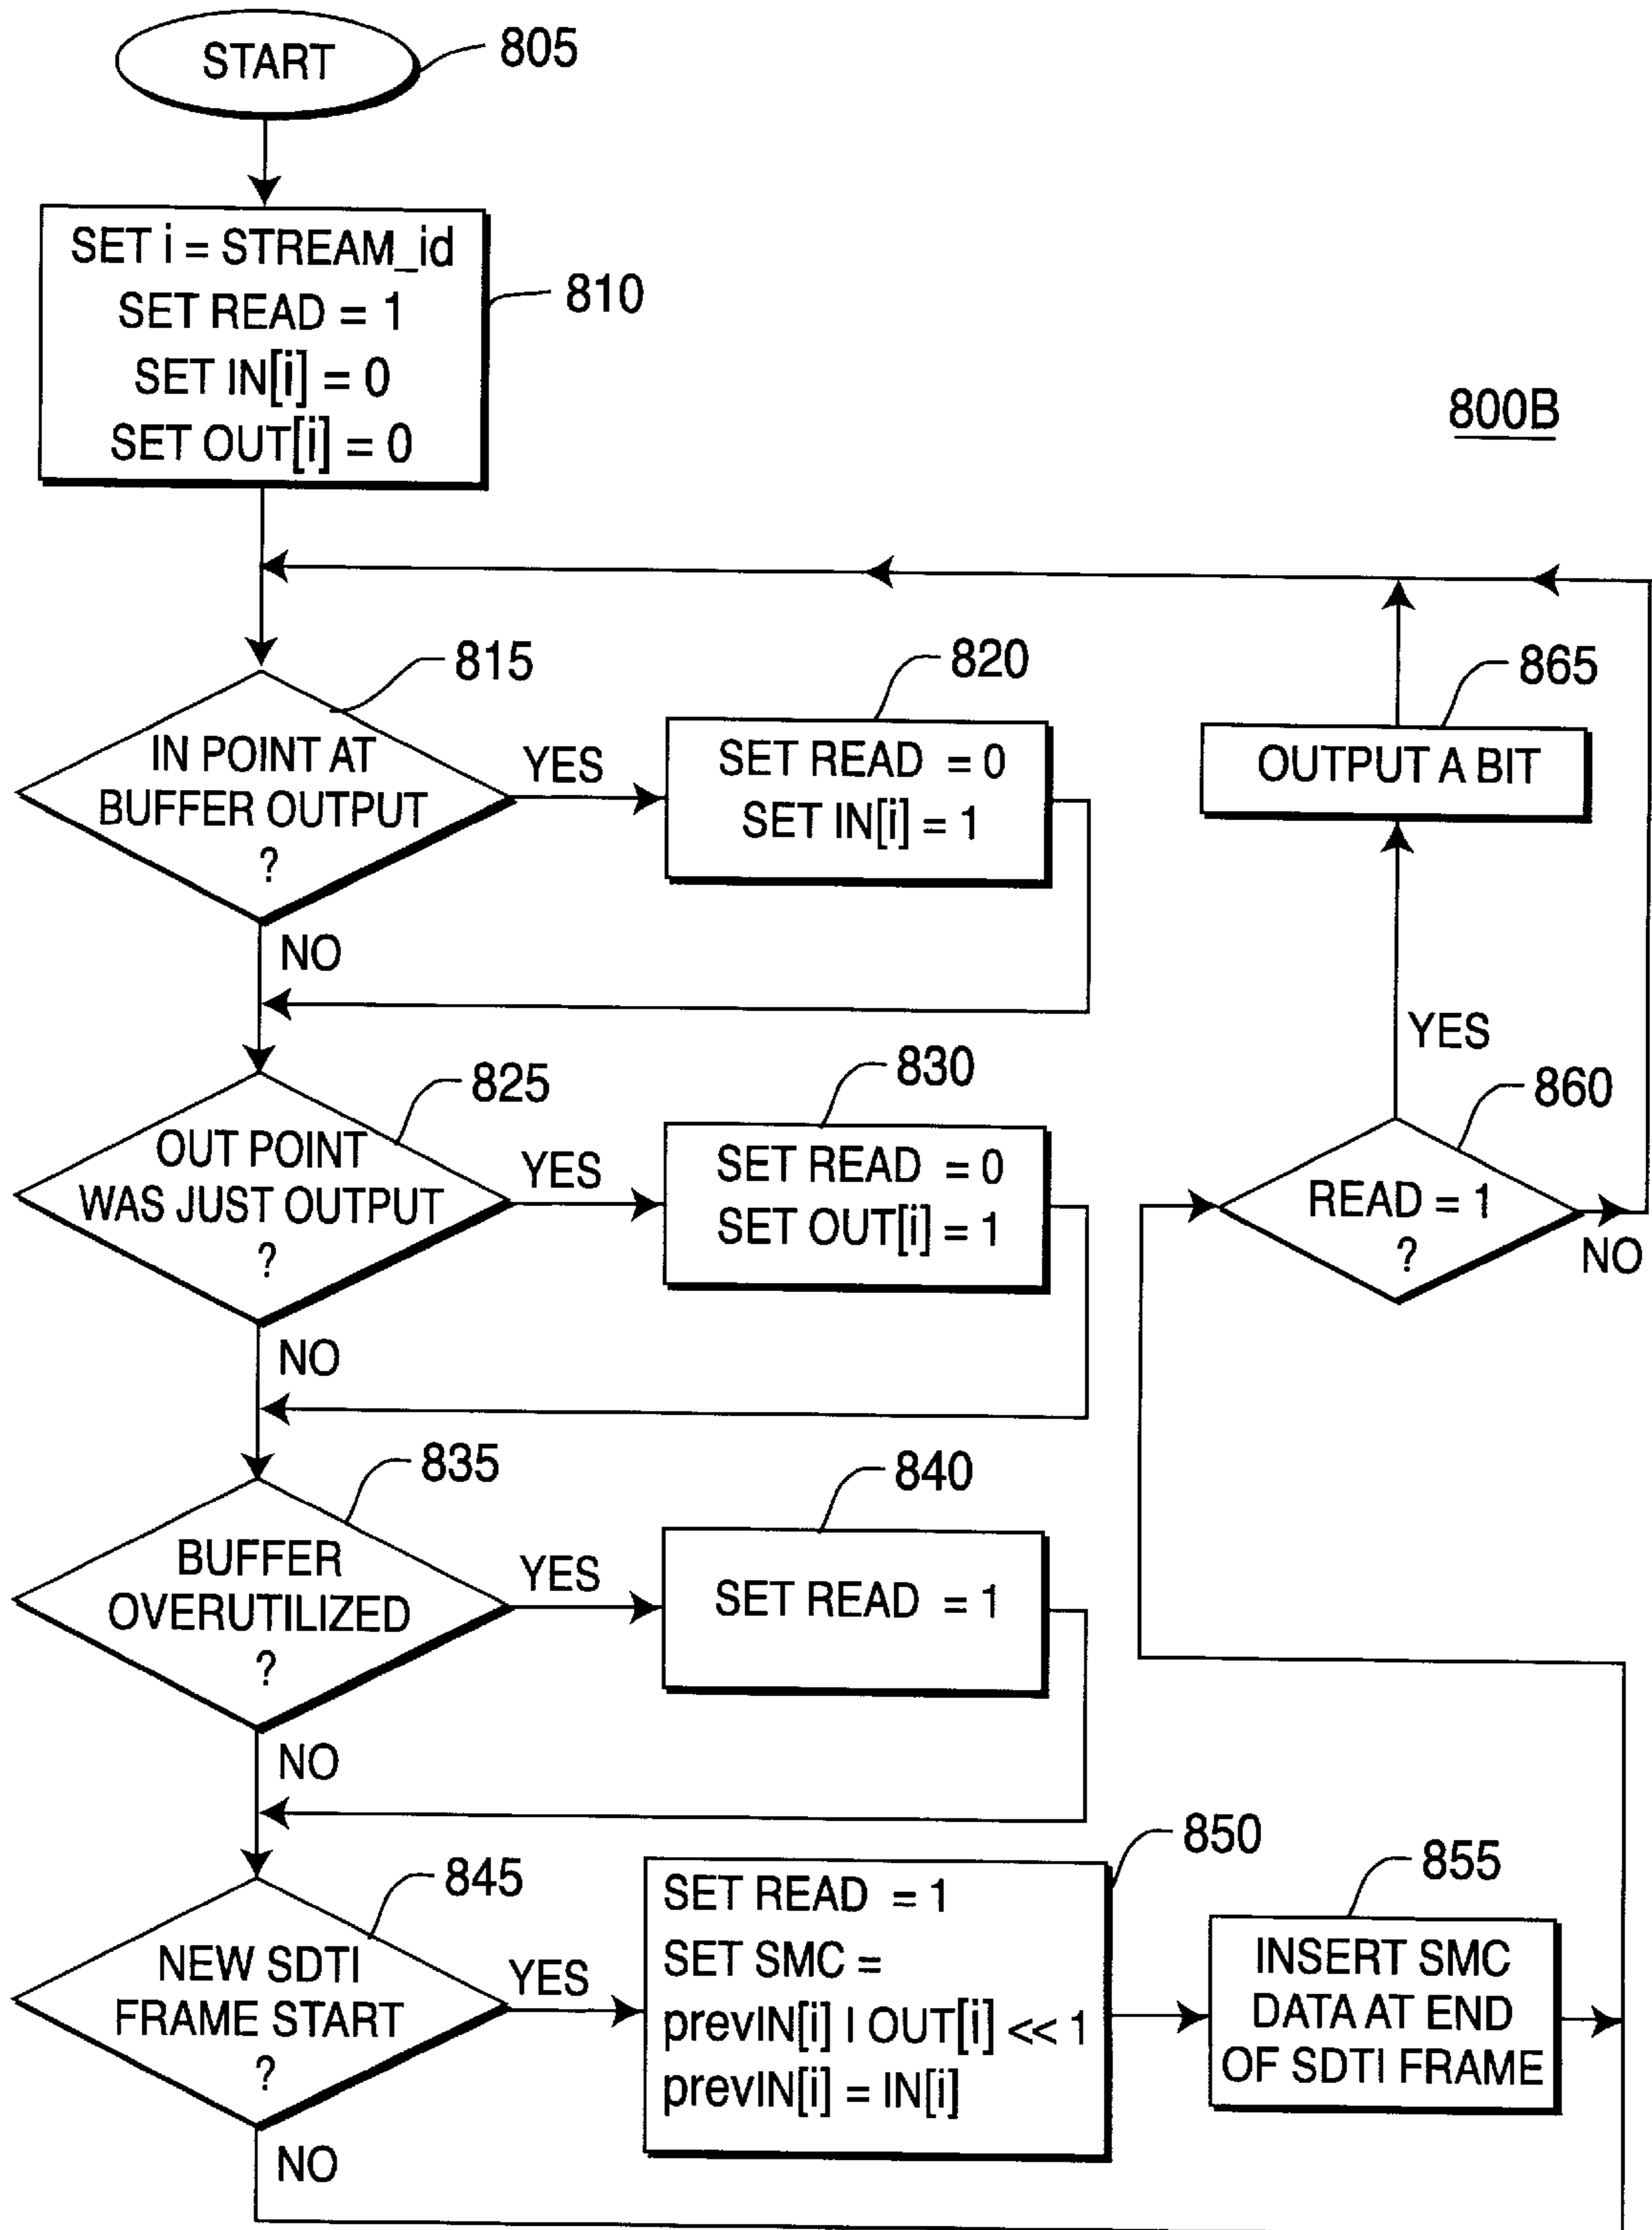 START
805
SET i = STREAM_id
SET READ = 1
SET IN[i] = 0
SET OUT[i] = 0
810
800B
IN POINT AT
BUFFER OUTPUT
?
815
YES
NO
SET READ = 0
SET IN[i] = 1
820
OUTPUT A BIT
865
OUT POINT
WAS JUST OUTPUT
?
825
YES
NO
SET READ = 0
SET OUT[i] = 1
830
READ = 1
?
860
YES
NO
BUFFER
OVERUTILIZED
?
835
YES
NO
SET READ = 1
840
NEW SDTI
FRAME START
?
845
YES
NO
SET READ = 1
SET SMC =
prevIN[i] | OUT[i] << 1
prevIN[i] = IN[i]
850
INSERT SMC
DATA AT END
OF SDTI FRAME
855